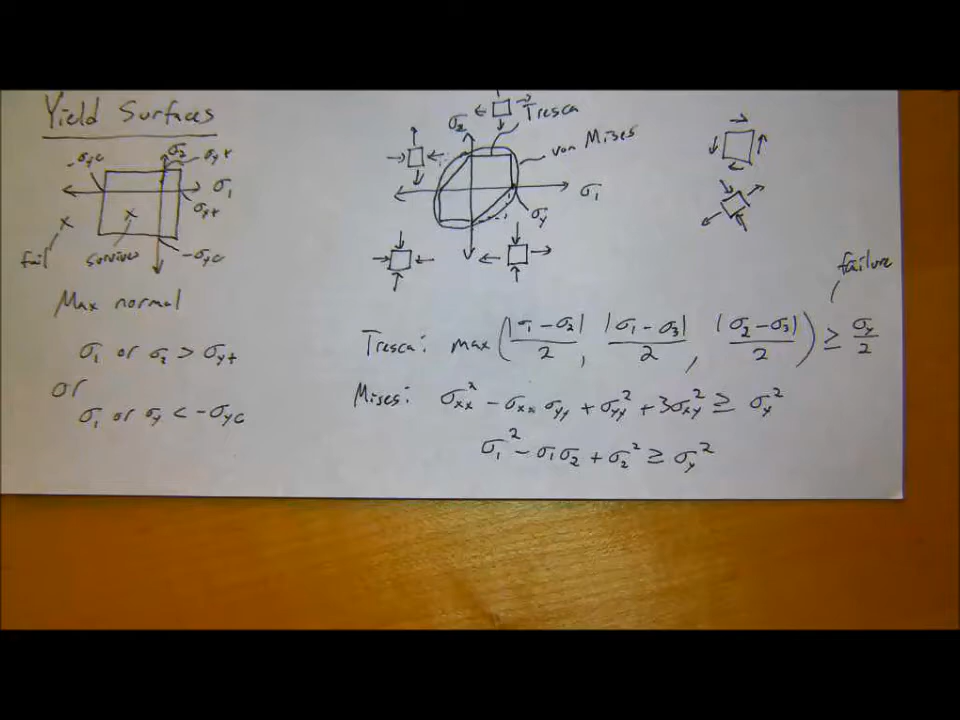 Yield Surfaces
-σyc σ2 σyt
σ1
σyt
x x
fail survives -σyc
Max normal
σ1 or σ2 > σyt
or
σ1 or σy < -σyc
σ2 Tresca
von Mises
σ1
σy
failure
Tresca: max(|σ1 - σ2|/2, |σ1 - σ3|/2, |σ2 - σ3|/2) ≥ σy/2
Mises: σxx² - σxx σyy + σyy² + 3σxy² ≥ σy²
σ1² - σ1σ2 + σ2² ≥ σy²